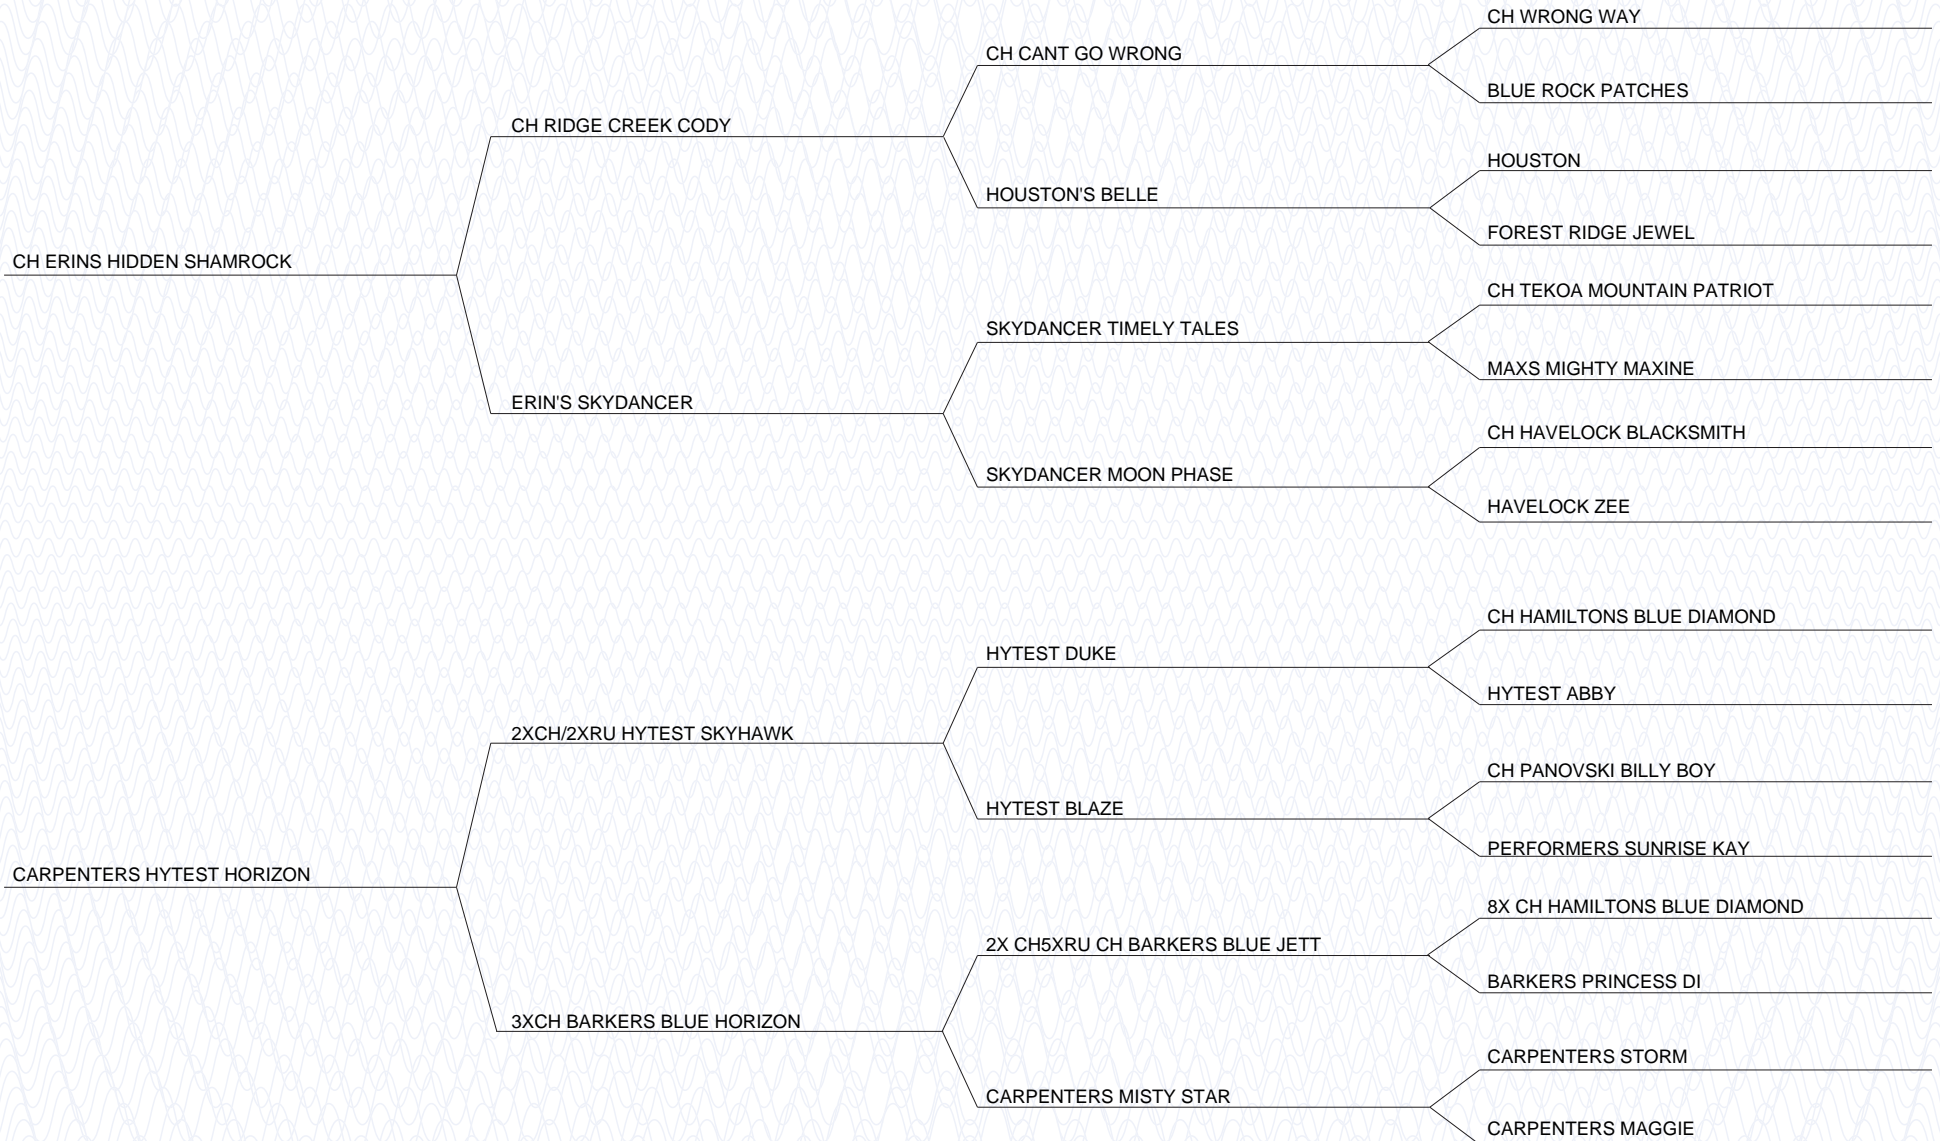 CH WRONG WAY
CH CANT GO WRONG
BLUE ROCK PATCHES
CH RIDGE CREEK CODY
HOUSTON
HOUSTON'S BELLE
FOREST RIDGE JEWEL
CH ERINS HIDDEN SHAMROCK
CH TEKOA MOUNTAIN PATRIOT
SKYDANCER TIMELY TALES
MAXS MIGHTY MAXINE
ERIN'S SKYDANCER
CH HAVELOCK BLACKSMITH
SKYDANCER MOON PHASE
HAVELOCK ZEE
CH HAMILTONS BLUE DIAMOND
HYTEST DUKE
HYTEST ABBY
2XCH/2XRU HYTEST SKYHAWK
CH PANOVSKI BILLY BOY
HYTEST BLAZE
PERFORMERS SUNRISE KAY
CARPENTERS HYTEST HORIZON
8X CH HAMILTONS BLUE DIAMOND
2X CH5XRU CH BARKERS BLUE JETT
BARKERS PRINCESS DI
3XCH BARKERS BLUE HORIZON
CARPENTERS STORM
CARPENTERS MISTY STAR
CARPENTERS MAGGIE